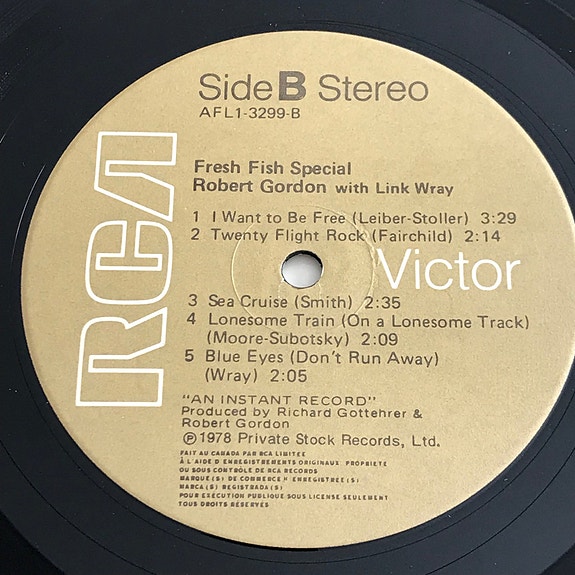 Side B Stereo
AFL1-3299-B
RCA
Fresh Fish Special
Robert Gordon with Link Wray
1 I Want to Be Free (Leiber-Stoller) 3:29
2 Twenty Flight Rock (Fairchild) 2:14
Victor
3 Sea Cruise (Smith) 2:35
4 Lonesome Train (On a Lonesome Track)
(Moore-Subotsky) 2:09
5 Blue Eyes (Don't Run Away)
(Wray) 2:05
"AN INSTANT RECORD"
Produced by Richard Gottehrer &
Robert Gordon
℗ 1978 Private Stock Records, Ltd.
FAIT AU CANADA PAR RCA LIMITEE
À L'AIDE D'ENREGISTREMENTS ORIGINAUX PROPRIÉTÉ
OU SOUS CONTRÔLE DE RCA RECORDS
MARQUE(S) DE COMMERCE * ENREGISTREE(S)
MARCA(S) REGISTRADA(S)
POUR EXÉCUTION PUBLIQUE SOUS LICENSE SEULEMENT
TOUS DROITS RÉSERVÉS